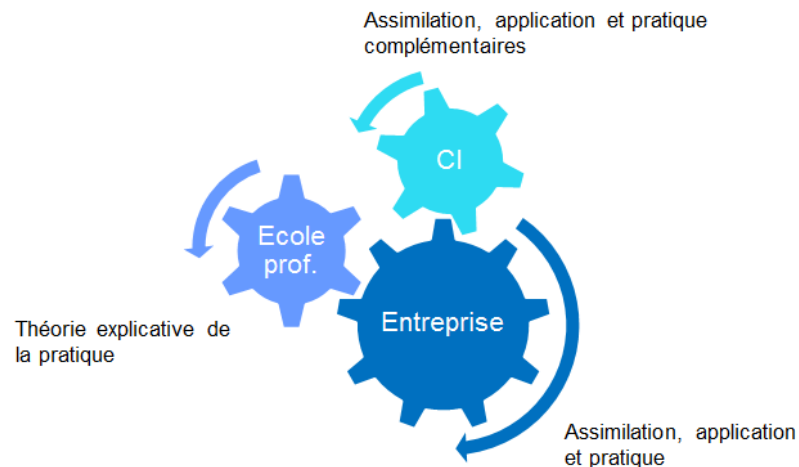 Assimilation, application et pratique
complémentaires
CI
Ecole
prof.
Entreprise
Théorie explicative de
la pratique
Assimilation, application
et pratique